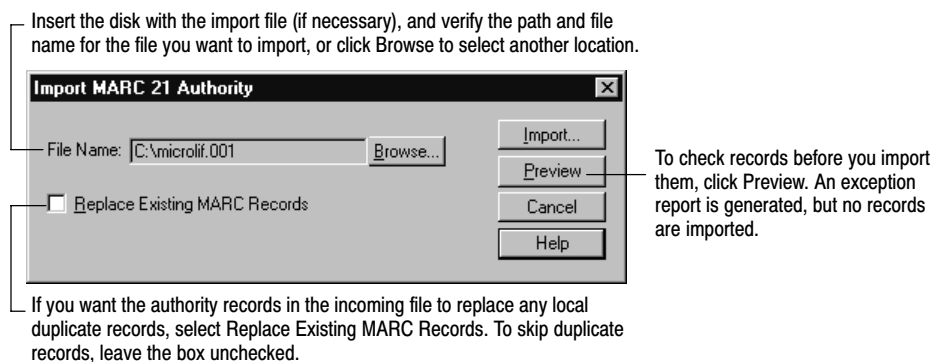 Insert the disk with the import file (if necessary), and verify the path and file
name for the file you want to import, or click Browse to select another location.
Import MARC 21 Authority
File Name: C:\microlif.001 Browse...
Replace Existing MARC Records
Import...
Preview
Cancel
Help
To check records before you import
them, click Preview. An exception
report is generated, but no records
are imported.
If you want the authority records in the incoming file to replace any local
duplicate records, select Replace Existing MARC Records. To skip duplicate
records, leave the box unchecked.